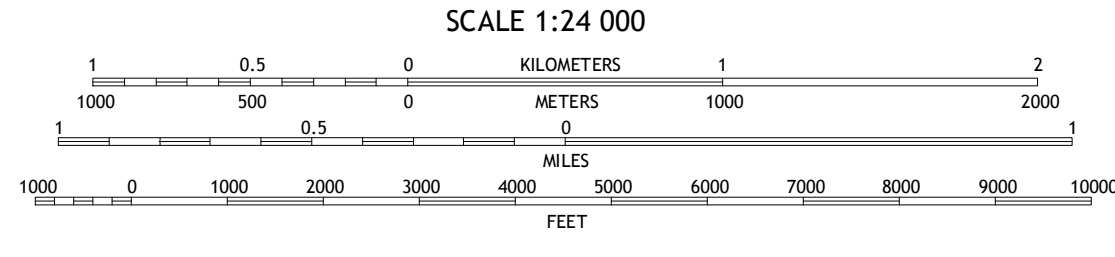 SCALE 1:24 000
1 0.5 0 KILOMETERS 1 2
1000 500 0 METERS 1000 2000
1 0.5 0 1
MILES
1000 0 1000 2000 3000 4000 5000 6000 7000 8000 9000 10000
FEET